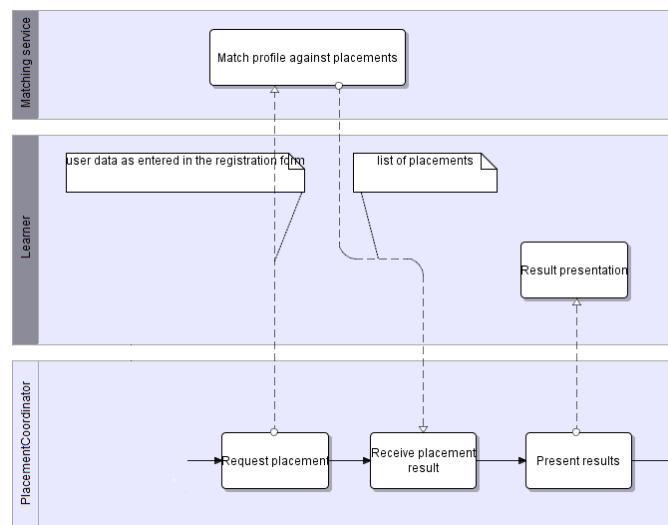 Matching service
Match profile against placements
Learner
user data as entered in the registration form
list of placements
Result presentation
PlacementCoordinator
Request placement
Receive placement
result
Present results